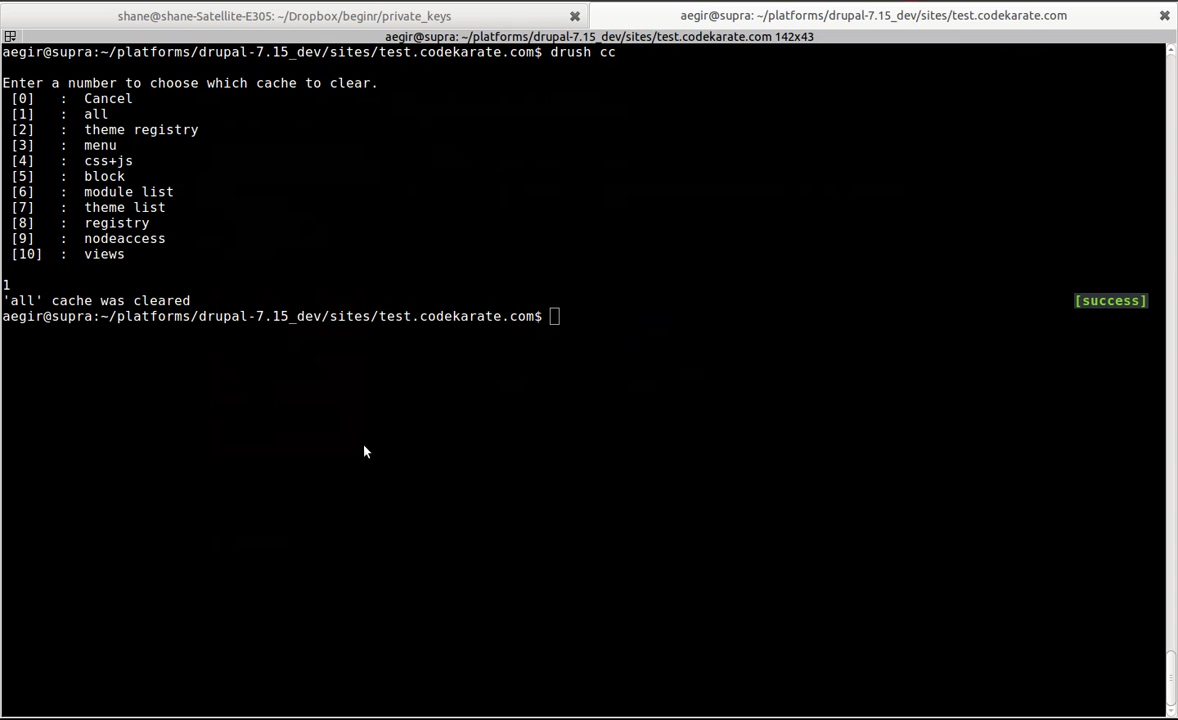 shane@shane-Satellite-E305: ~/Dropbox/beginr/private_keys
aegir@supra: ~/platforms/drupal-7.15_dev/sites/test.codekarate.com
aegir@supra: ~/platforms/drupal-7.15_dev/sites/test.codekarate.com 142x43
aegir@supra:~/platforms/drupal-7.15_dev/sites/test.codekarate.com$ drush cc
Enter a number to choose which cache to clear.
[0]   :  Cancel
[1]   :  all
[2]   :  theme registry
[3]   :  menu
[4]   :  css+js
[5]   :  block
[6]   :  module list
[7]   :  theme list
[8]   :  registry
[9]   :  nodeaccess
[10]  :  views
1
'all' cache was cleared [success]
aegir@supra:~/platforms/drupal-7.15_dev/sites/test.codekarate.com$